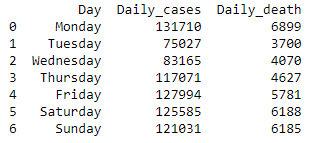 Day Daily_cases Daily_death
0 Monday 131710 6899
1 Tuesday 75027 3700
2 Wednesday 83165 4070
3 Thursday 117071 4627
4 Friday 127994 5781
5 Saturday 125585 6188
6 Sunday 121031 6185